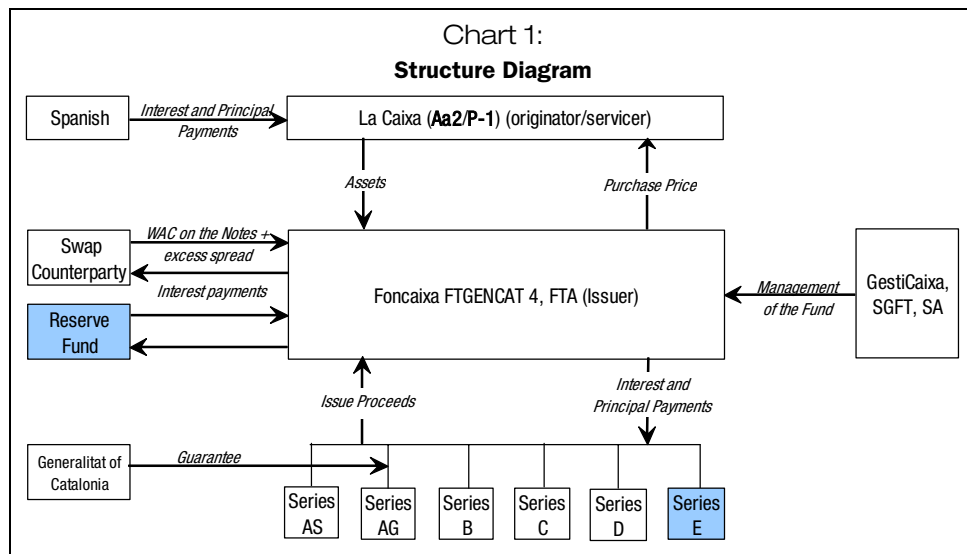 Chart 1:
Structure Diagram
Spanish
Interest and Principal
Payments
La Caixa (Aa2/P-1) (originator/servicer)
Assets
Purchase Price
Swap
Counterparty
WAC on the Notes +
excess spread
Interest payments
Foncaixa FTGENCAT 4, FTA (Issuer)
Management
of the Fund
GestiCaixa,
SGFT, SA
Reserve
Fund
Issue Proceeds
Interest and
Principal Payments
Generalitat of
Catalonia
Guarantee
Series
AS
Series
AG
Series
B
Series
C
Series
D
Series
E